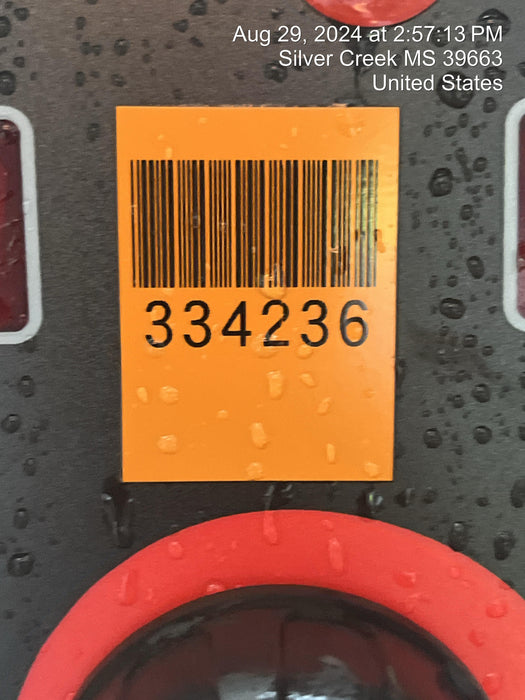 Aug 29, 2024 at 2:57:13 PM
Silver Creek MS 39663
United States
334236